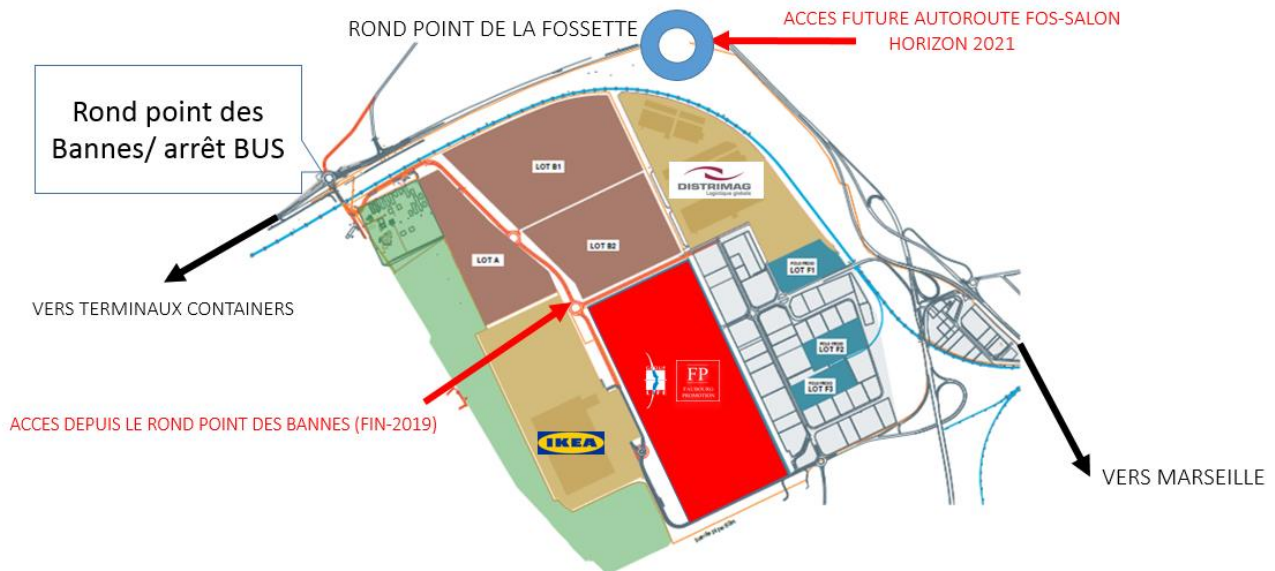 ACCES FUTURE AUTOROUTE FOS-SALON
HORIZON 2021
ROND POINT DE LA FOSSETTE
Rond point des
Bannes/ arrêt BUS
LOT B1
DISTRIMAG
Logistique globale
LOT B2
LOT A
LOT F1
VERS TERMINAUX CONTAINERS
LOT F2
FP
FAUBOURG
PROMOTION
LOT F3
ACCES DEPUIS LE ROND POINT DES BANNES (FIN-2019)
IKEA
VERS MARSEILLE